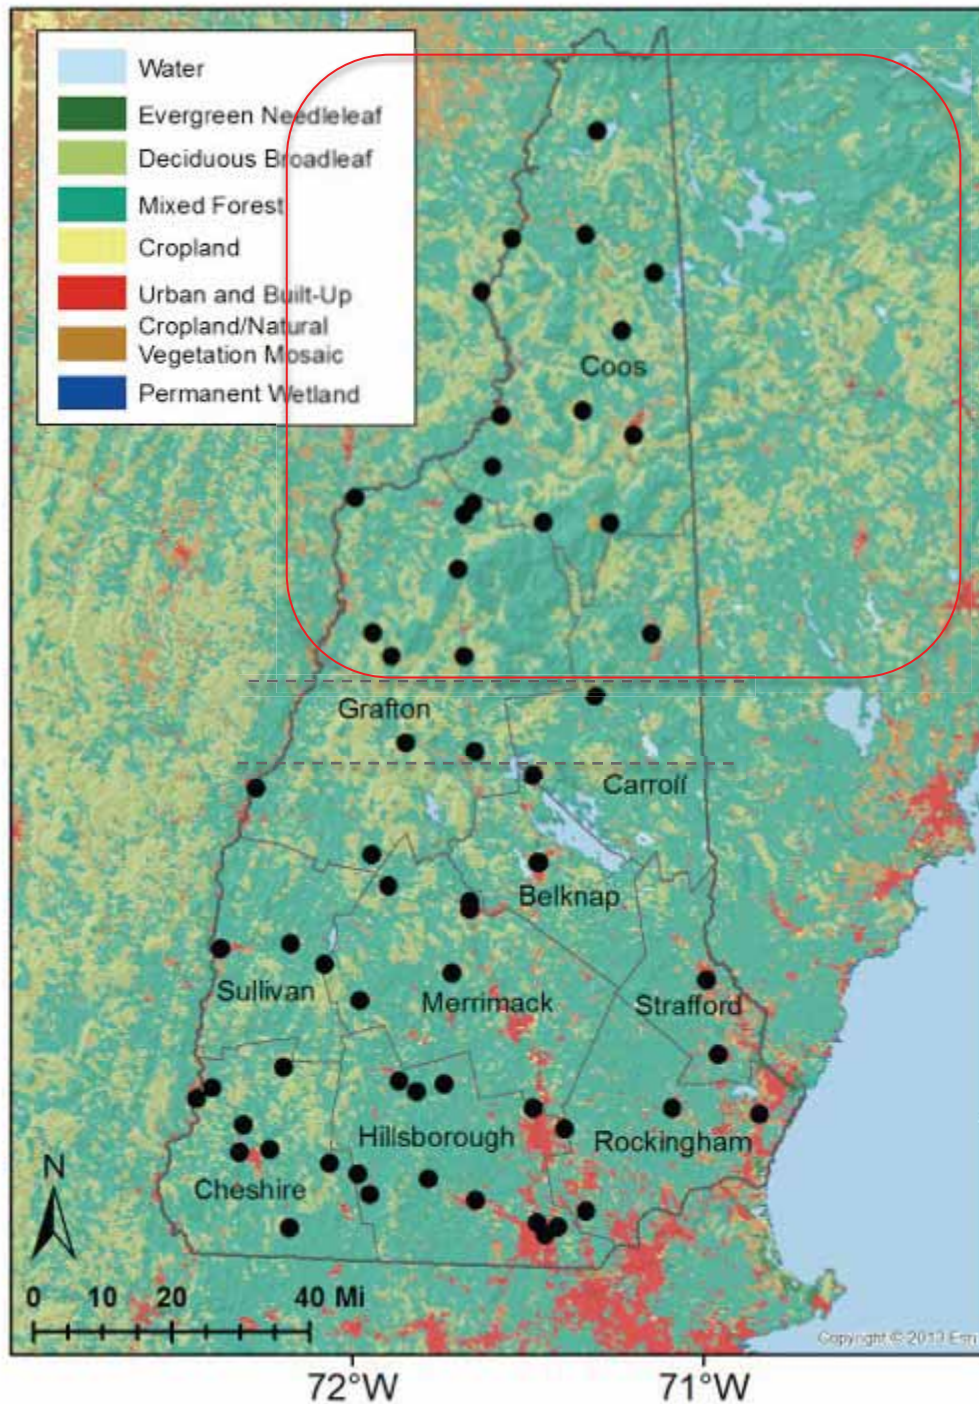 Water
Evergreen Needleleaf
Deciduous Broadleaf
Mixed Forest
Cropland
Urban and Built-Up
Cropland/Natural
Vegetation Mosaic
Permanent Wetland
Coos
Grafton
Carroll
Belknap
Sullivan
Merrimack
Strafford
Hillsborough
Rockingham
Cheshire
N
0 10 20 40 Mi
Copyright © 2013 Esri
72°W 71°W